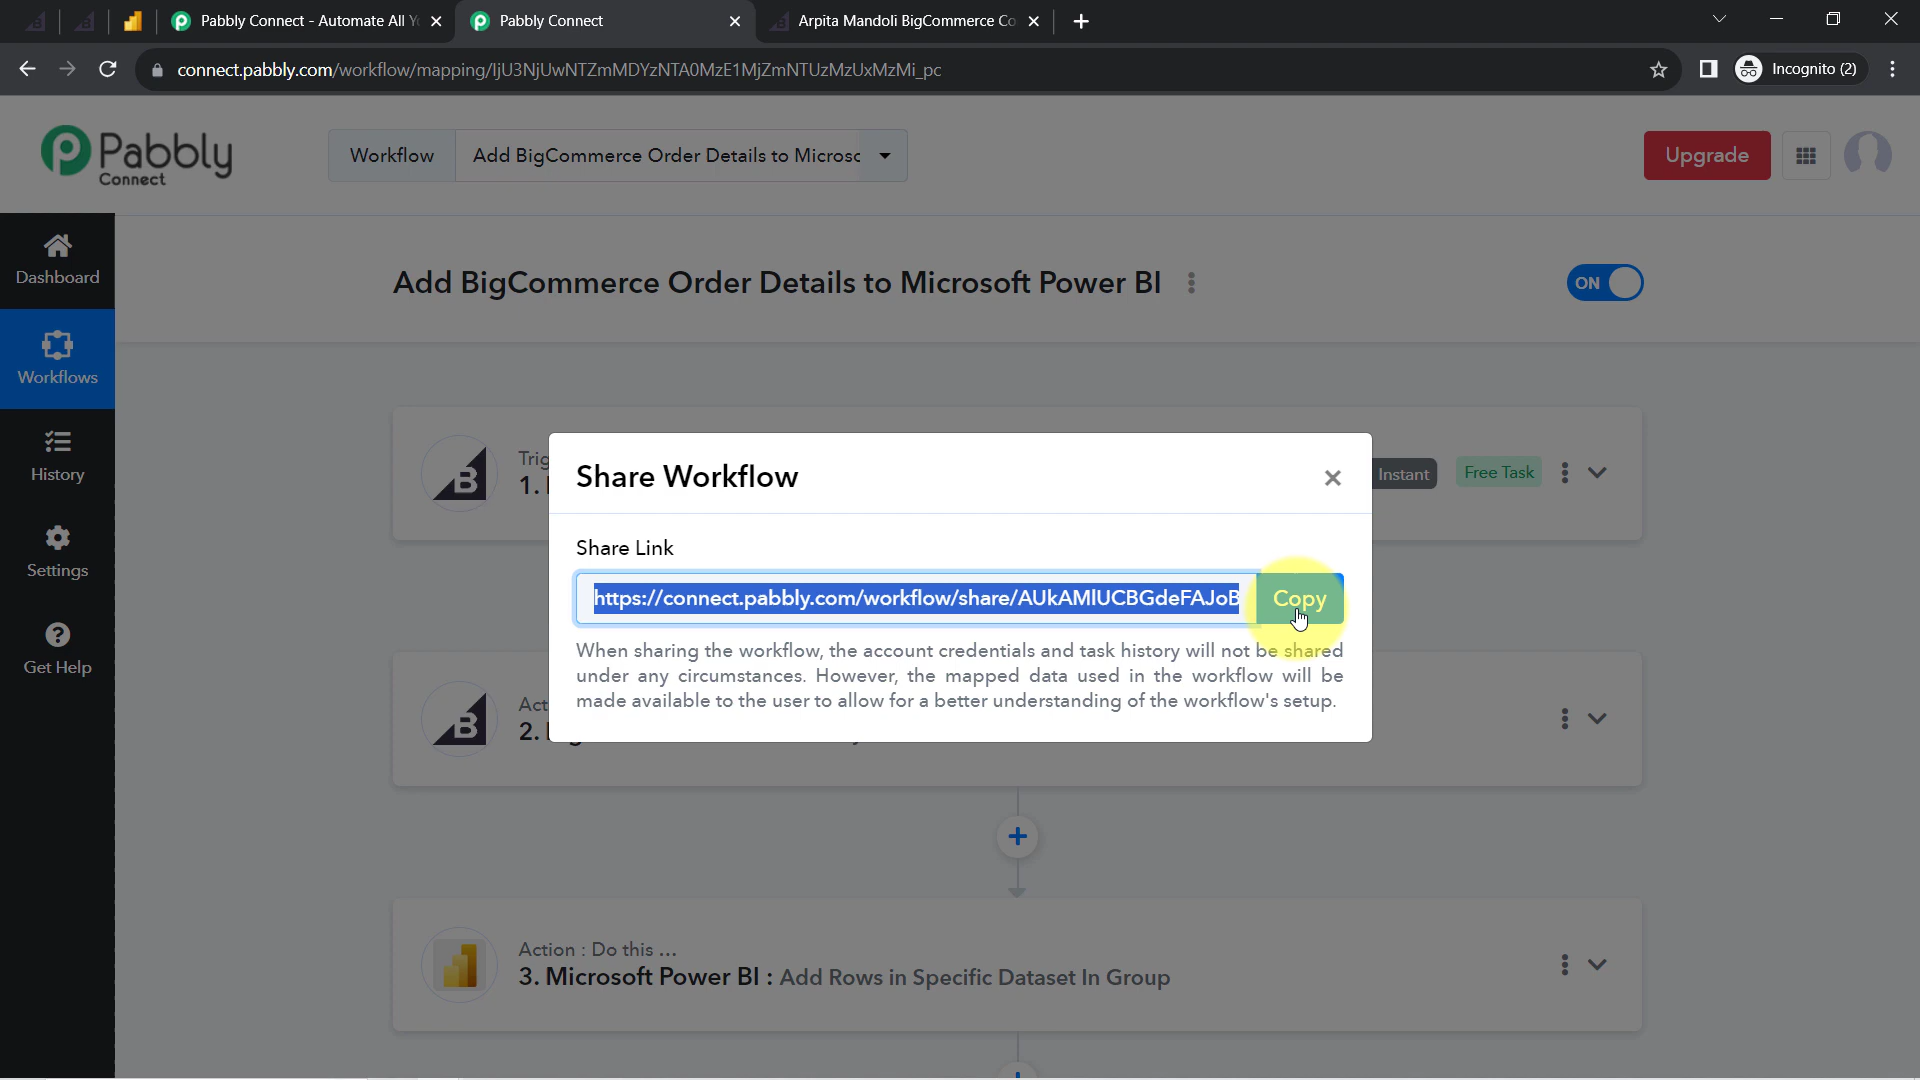 Pabbly Connect - Automate All Y
Pabbly Connect
Arpita Mandoli BigCommerce Co
connect.pabbly.com/workflow/mapping/IjU3NjUwNTZmMDYzNTA0MzE1MjZmNTUzMzUxMzMi_pc
Incognito (2)
Pabbly
Connect
Workflow
Add BigCommerce Order Details to Microsc
Upgrade
Dashboard
Workflows
History
Settings
Get Help
Add BigCommerce Order Details to Microsoft Power BI
ON
Trig
1.
Instant
Free Task
Share Workflow
Share Link
https://connect.pabbly.com/workflow/share/AUkAMlUCBGdeFAJoB
Copy
When sharing the workflow, the account credentials and task history will not be shared
under any circumstances. However, the mapped data used in the workflow will be
made available to the user to allow for a better understanding of the workflow's setup.
Act
2.
Action : Do this ...
3. Microsoft Power BI : Add Rows in Specific Dataset In Group